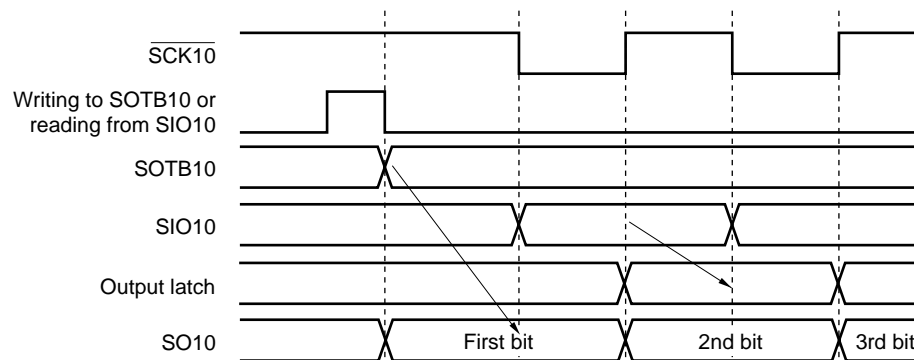 SCK10
Writing to SOTB10 or
reading from SIO10
SOTB10
SIO10
Output latch
SO10
First bit
2nd bit
3rd bit